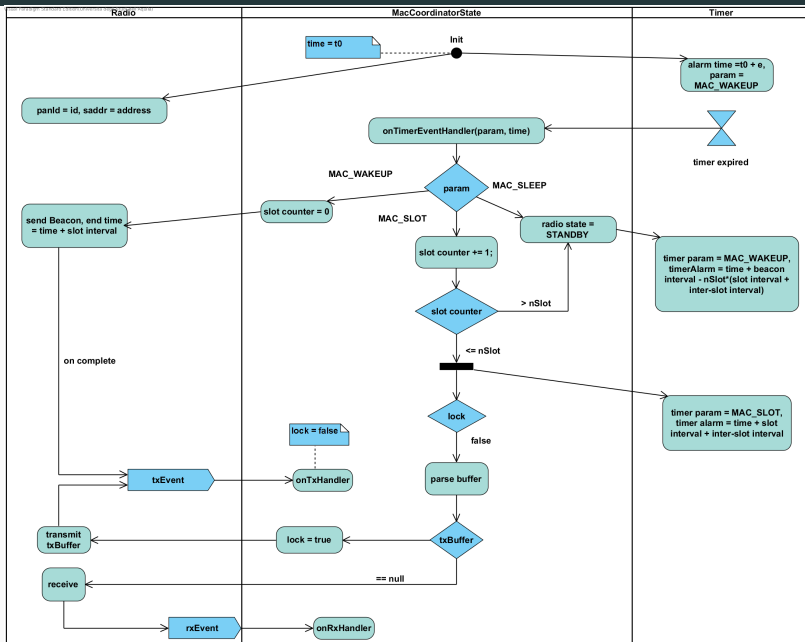 Radio
MacCoordinatorState
Timer
time = t0
Init
alarm time =t0 + e,
param =
MAC_WAKEUP
panId = id, saddr = address
onTimerEventHandler(param, time)
timer expired
MAC_WAKEUP
param
MAC_SLEEP
send Beacon, end time
= time + slot interval
slot counter = 0
MAC_SLOT
radio state =
STANDBY
slot counter += 1;
timer param = MAC_WAKEUP,
timerAlarm = time + beacon
interval - nSlot*(slot interval +
inter-slot interval)
slot counter
> nSlot
<= nSlot
on complete
lock
timer param = MAC_SLOT,
timer alarm = time + slot
interval + inter-slot interval
lock = false
false
txEvent
onTxHandler
parse buffer
transmit
txBuffer
lock = true
txBuffer
receive
== null
rxEvent
onRxHandler